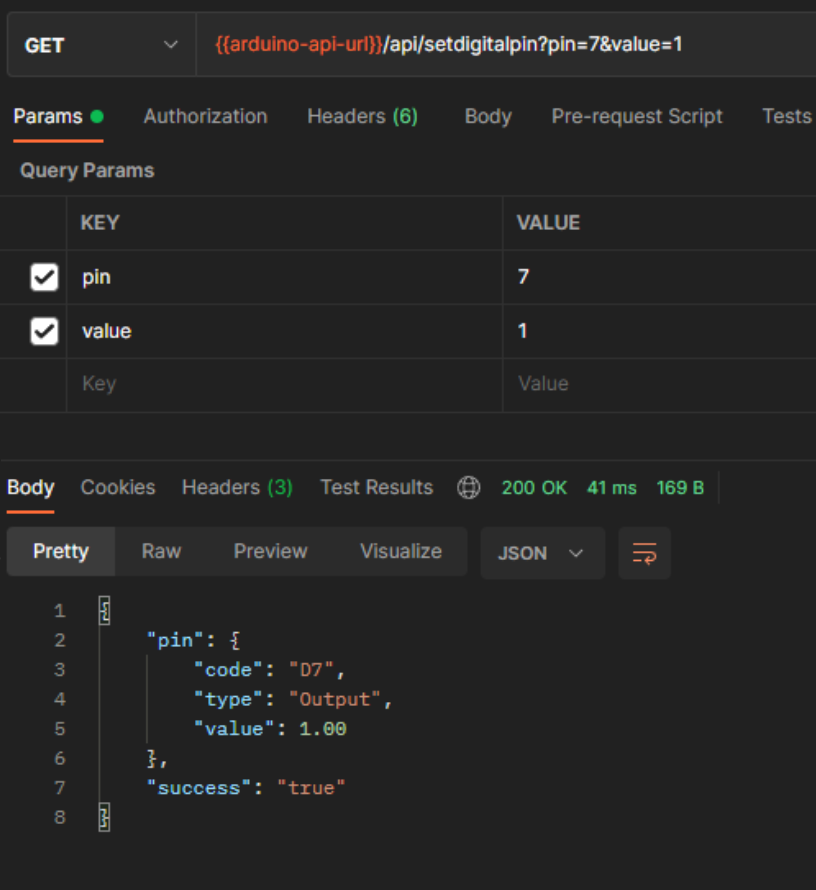 GET {{arduino-api-url}}/api/setdigitalpin?pin=7&value=1
Params Authorization Headers (6) Body Pre-request Script Tests
Query Params
KEY VALUE
pin 7
value 1
Key Value
Body Cookies Headers (3) Test Results 200 OK 41 ms 169 B
Pretty Raw Preview Visualize JSON
1 {
2 "pin": {
3 "code": "D7",
4 "type": "Output",
5 "value": 1.00
6 },
7 "success": "true"
8 }